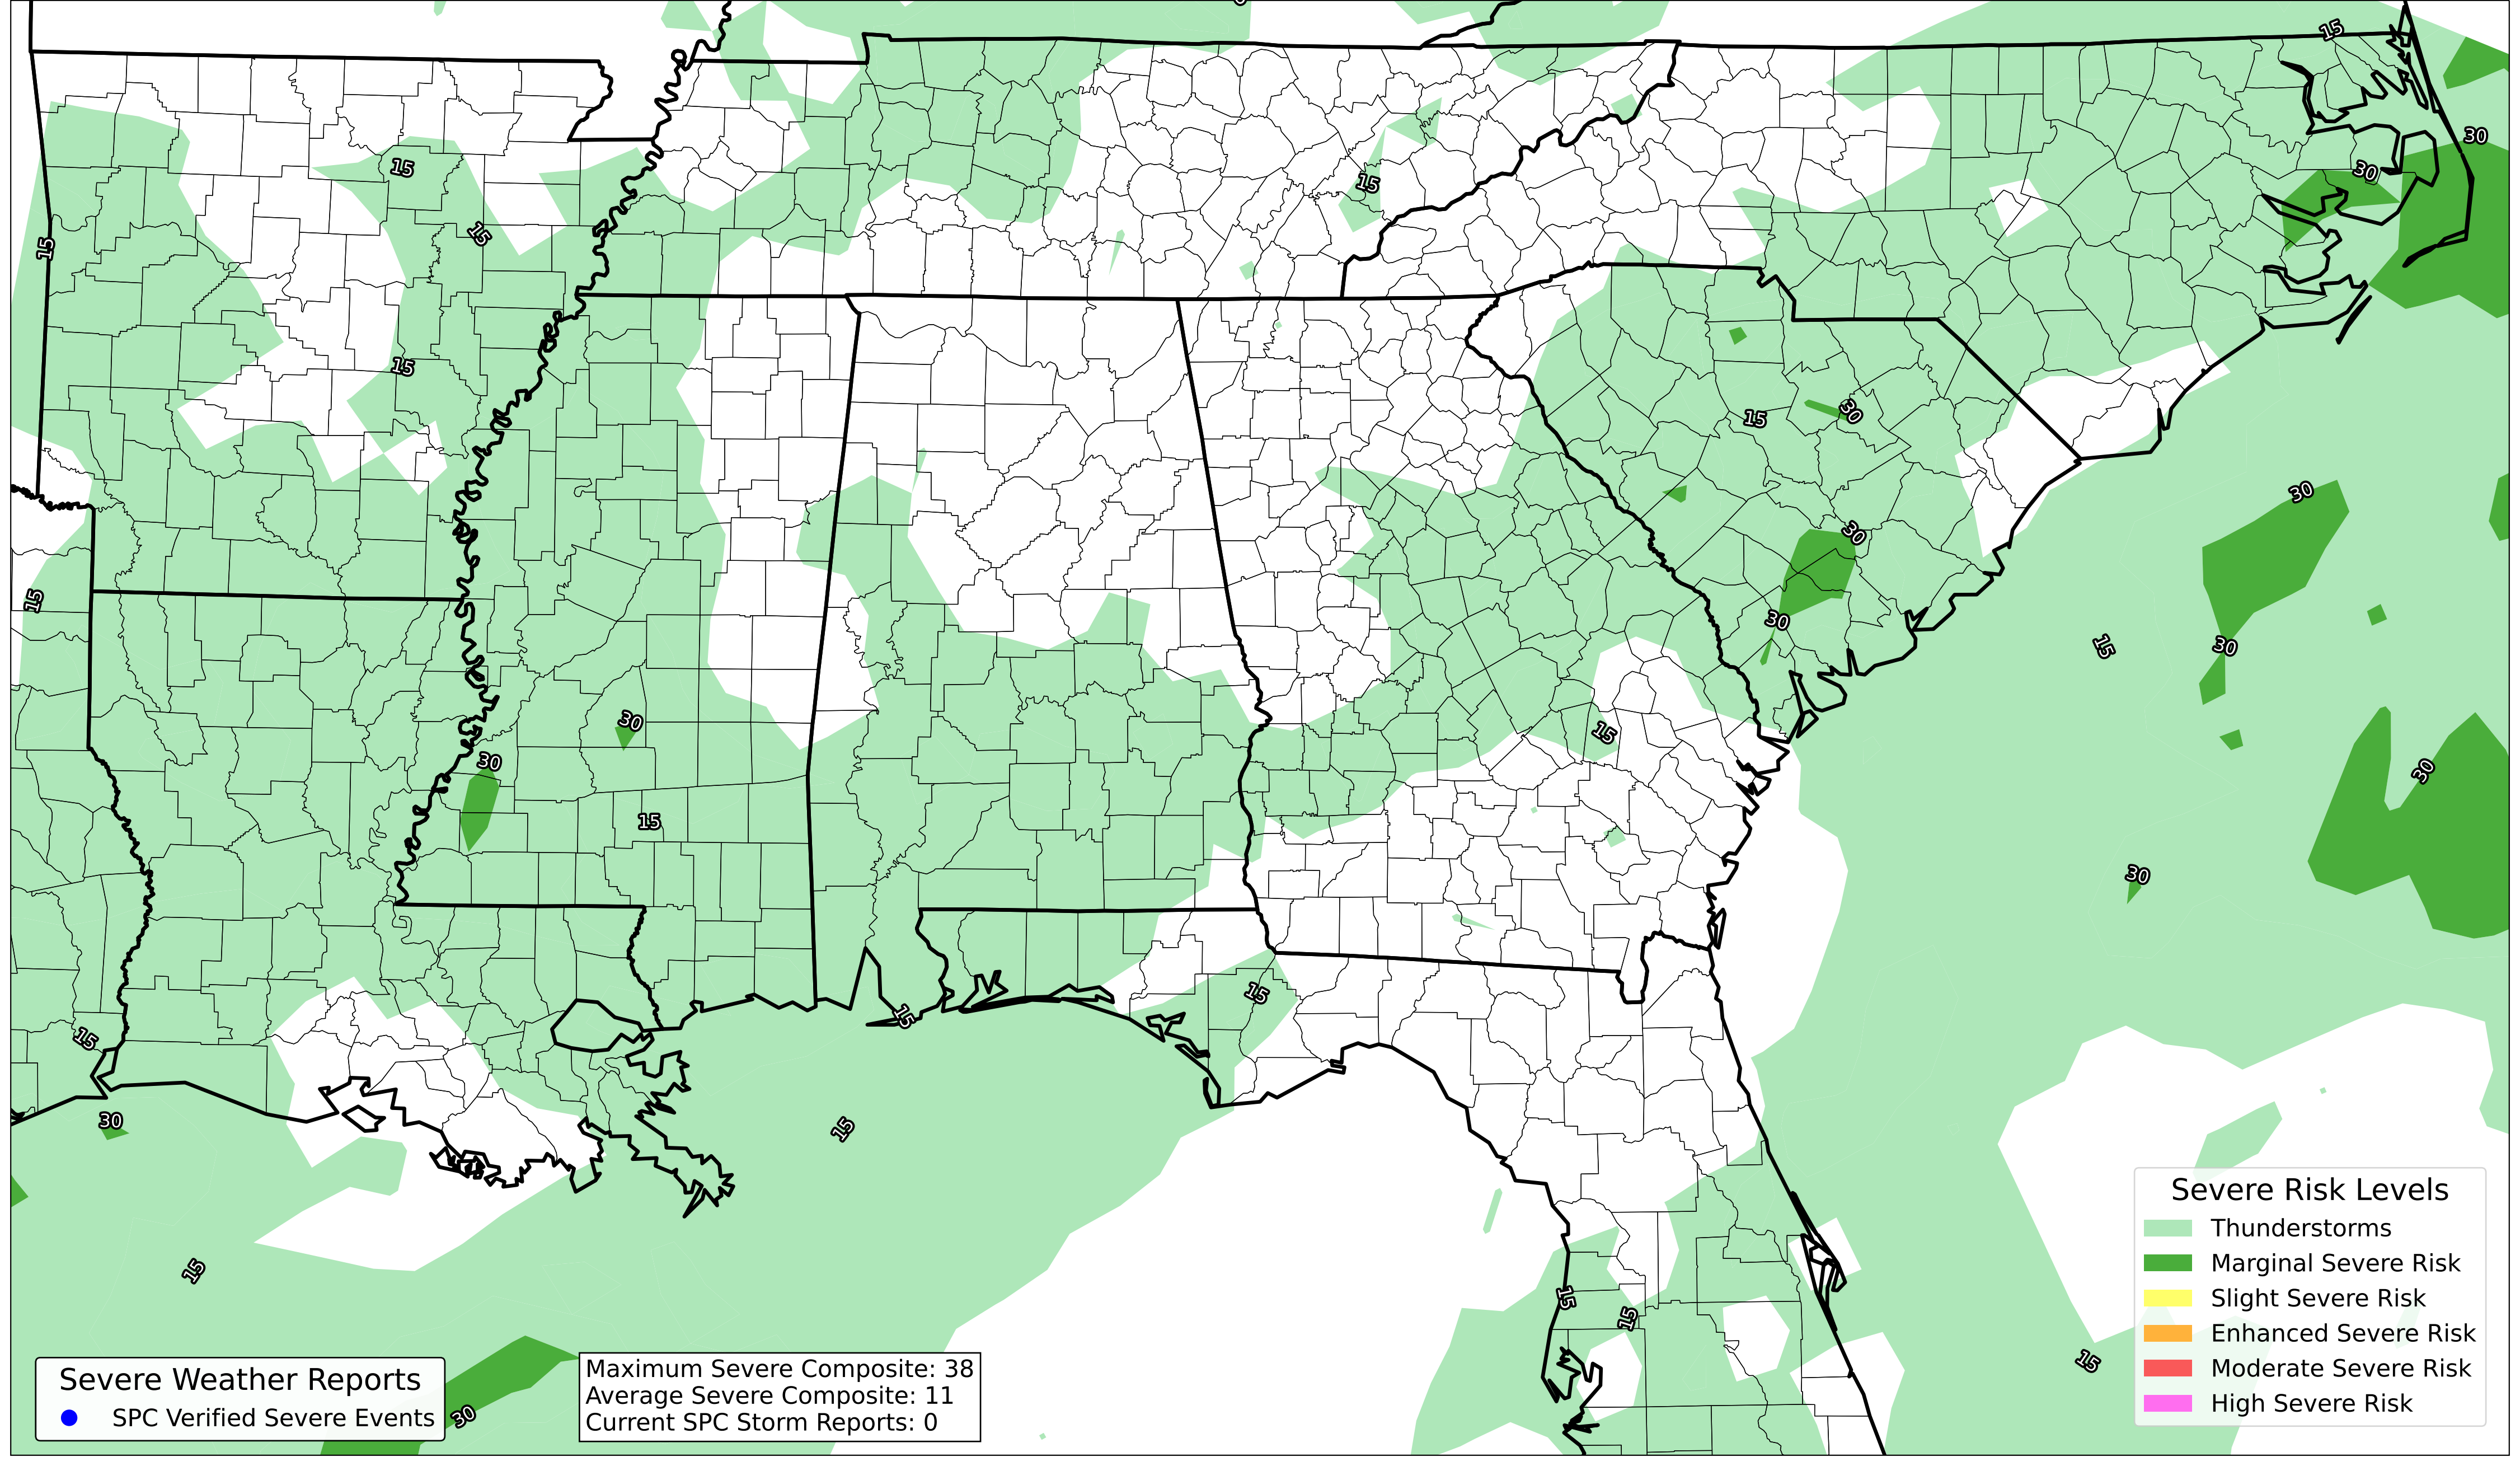 15
30
15
30
15
15
15
15
15
30
30
15
30
15
30
15
30
30
30
15
30
30
15
15
30
15
15
15
30
15
15
15
15
15
30
Severe Risk Levels
Thunderstorms
Marginal Severe Risk
Slight Severe Risk
Enhanced Severe Risk
Moderate Severe Risk
High Severe Risk
Severe Weather Reports
SPC Verified Severe Events
Maximum Severe Composite: 38
Average Severe Composite: 11
Current SPC Storm Reports: 0